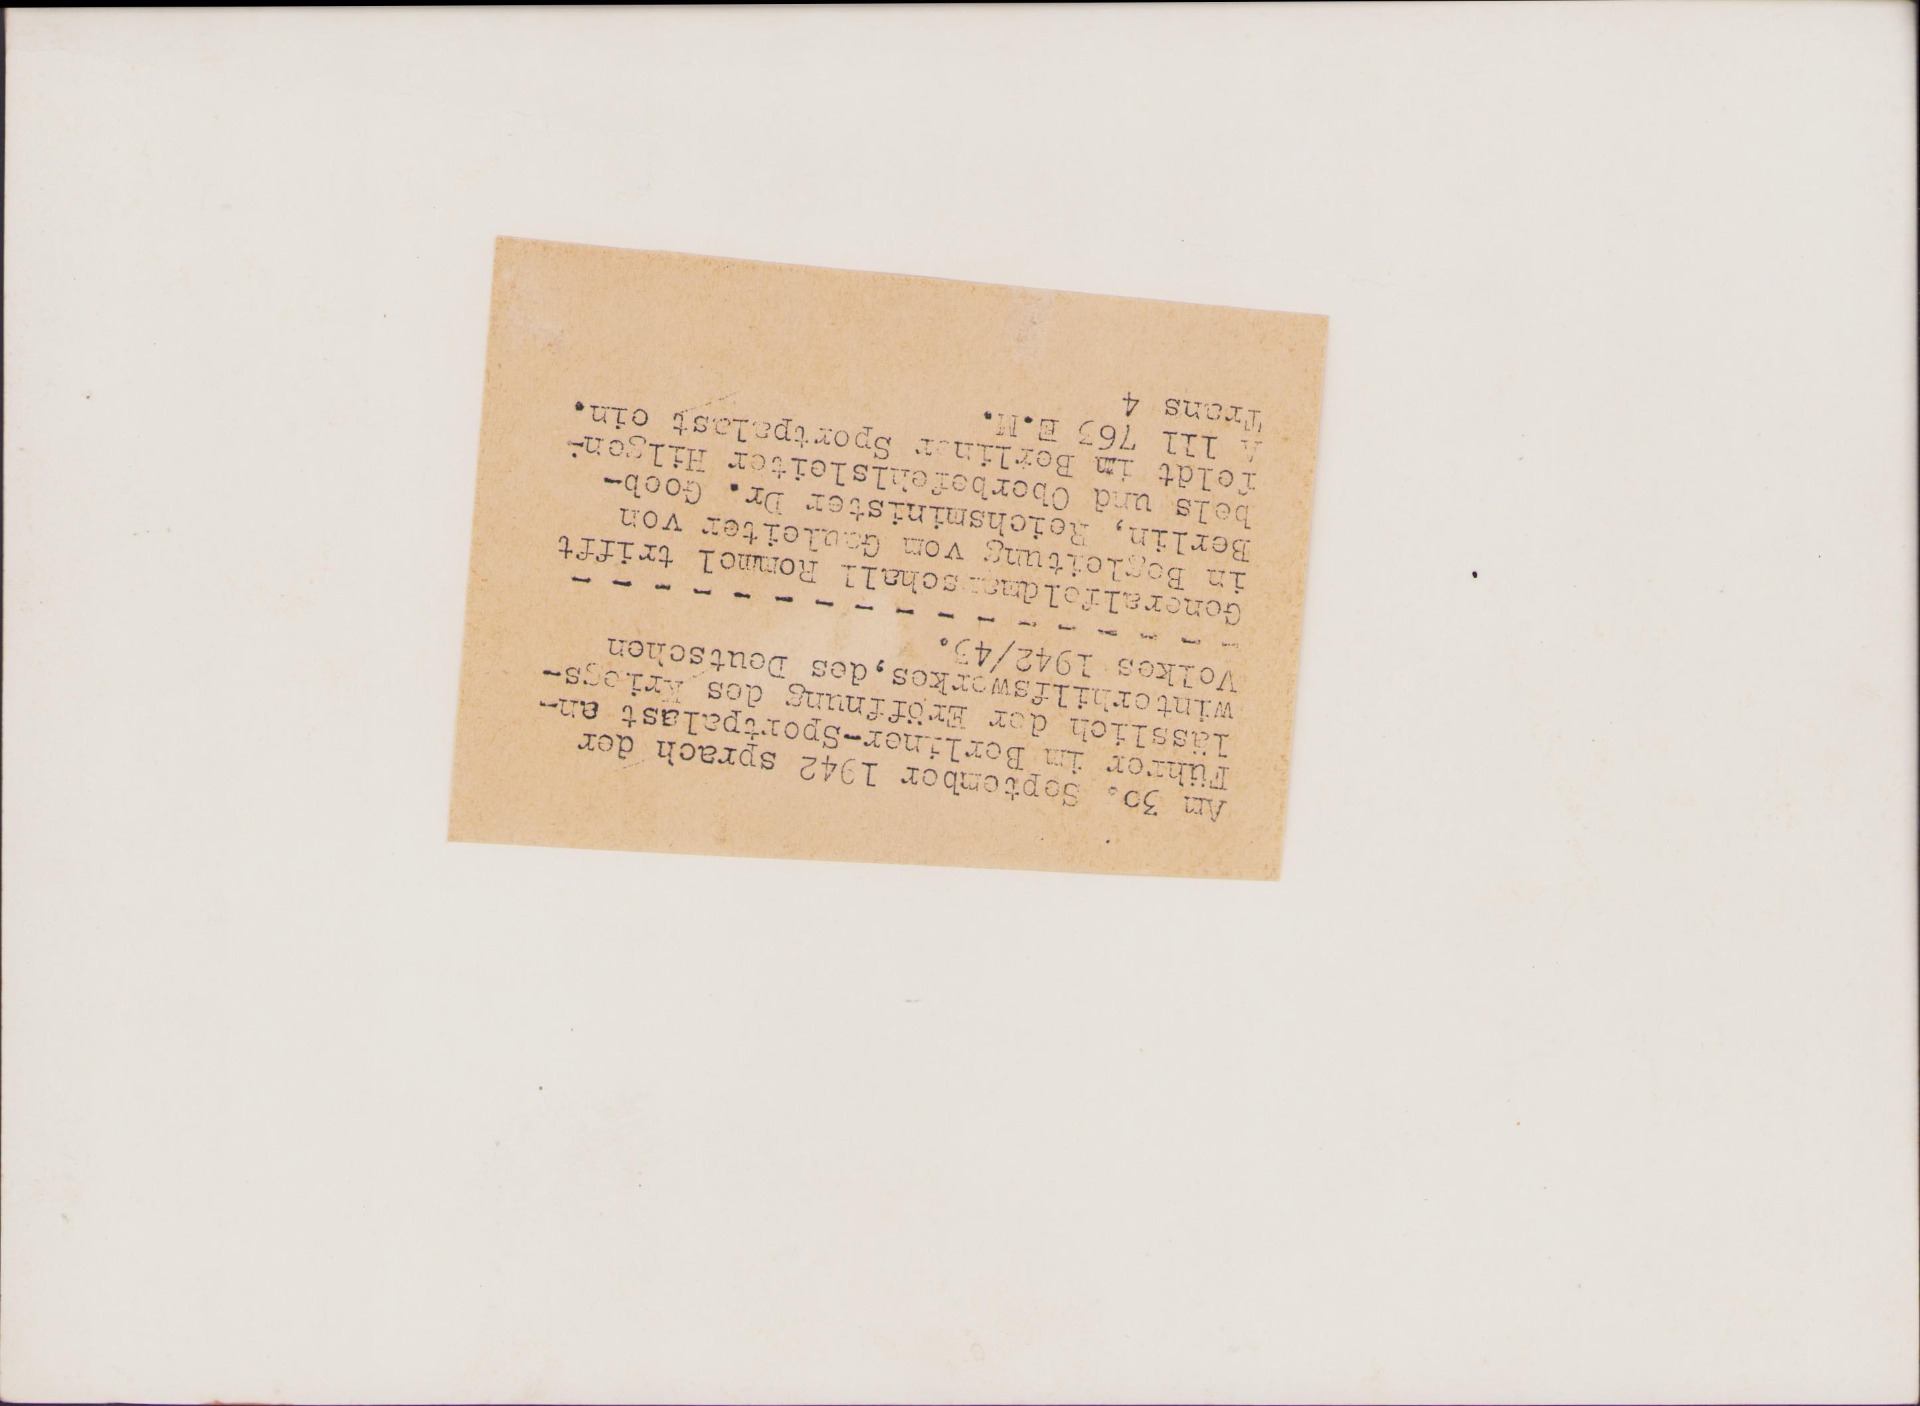 Am 30. September 1942 sprach der
Führer im Berliner-Sportpalast an-
lässlich der Eröffnung des Kriegs-
winterhilfswerkes,des Deutschen
Volkes 1942/43.
- - - - - - - - - - - - - - - - -
Generalfeldmarschall Rommel trifft
in Begleitung vom Gauleiter von
Berlin, Reichsminister Dr. Goeb-
bels und Oberbefehlsleiter Hilgen-
feldt im Berliner Sportpalast ein.
A 111 763 E.M.
Trans 4